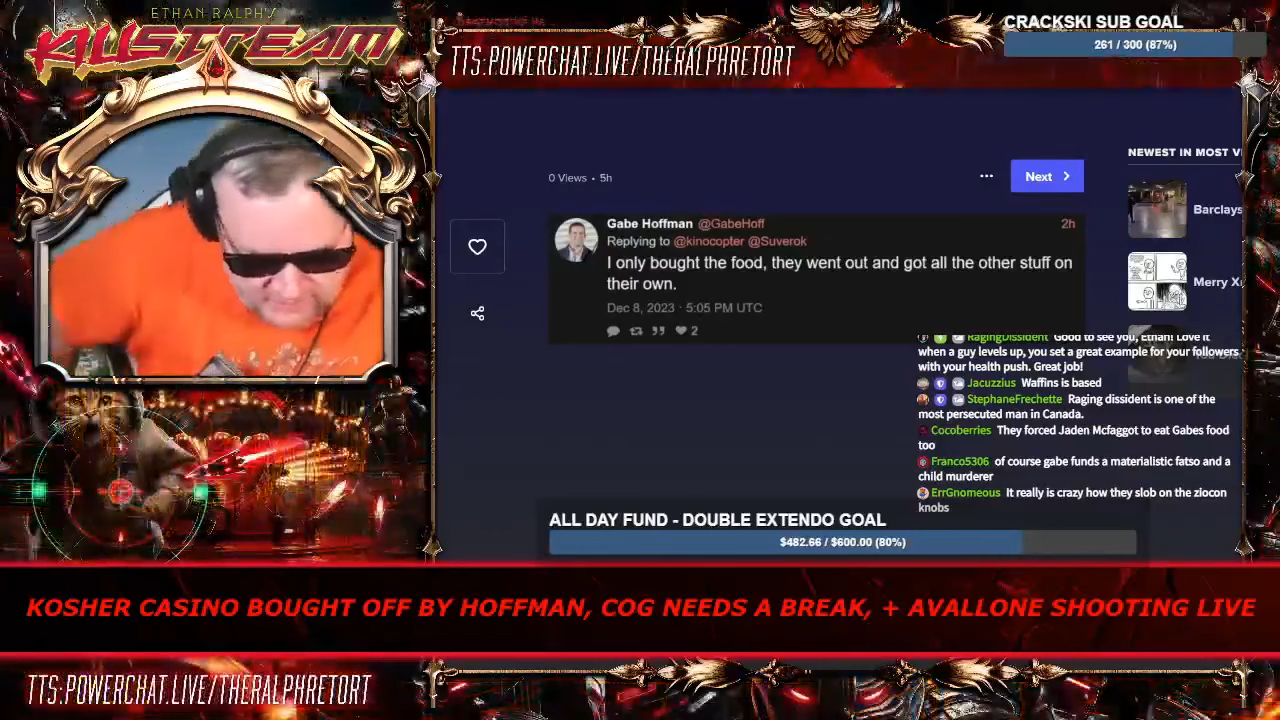 ETHAN RALPH'S
KILLSTREAM
TTS:POWERCHAT.LIVE/THERALPHRETORT
CRACKSKI SUB GOAL
261 / 300 (87%)
0 Views • 5h
Next
NEWEST IN MOST V
Barclays
Merry X
Gabe Hoffman @GabeHoff
2h
Replying to @kinocopter @Suverok
I only bought the food, they went out and got all the other stuff on
their own.
Dec 8, 2023 · 5:05 PM UTC
2
RagingDissident Good to see you, Ethan! Love it
when a guy levels up, you set a great example for your followers
with your health push. Great job!
Jacuzzius Waffins is based
StephaneFrechette Raging dissident is one of the
most persecuted man in Canada.
Cocoberries They forced Jaden Mcfaggot to eat Gabes food
too
Franco5306 of course gabe funds a materialistic fatso and a
child murderer
ErrGnomeous It really is crazy how they slob on the ziocon
knobs
ALL DAY FUND - DOUBLE EXTENDO GOAL
$482.66 / $600.00 (80%)
KOSHER CASINO BOUGHT OFF BY HOFFMAN, COG NEEDS A BREAK, + AVALLONE SHOOTING LIVE
TTS:POWERCHAT.LIVE/THERALPHRETORT